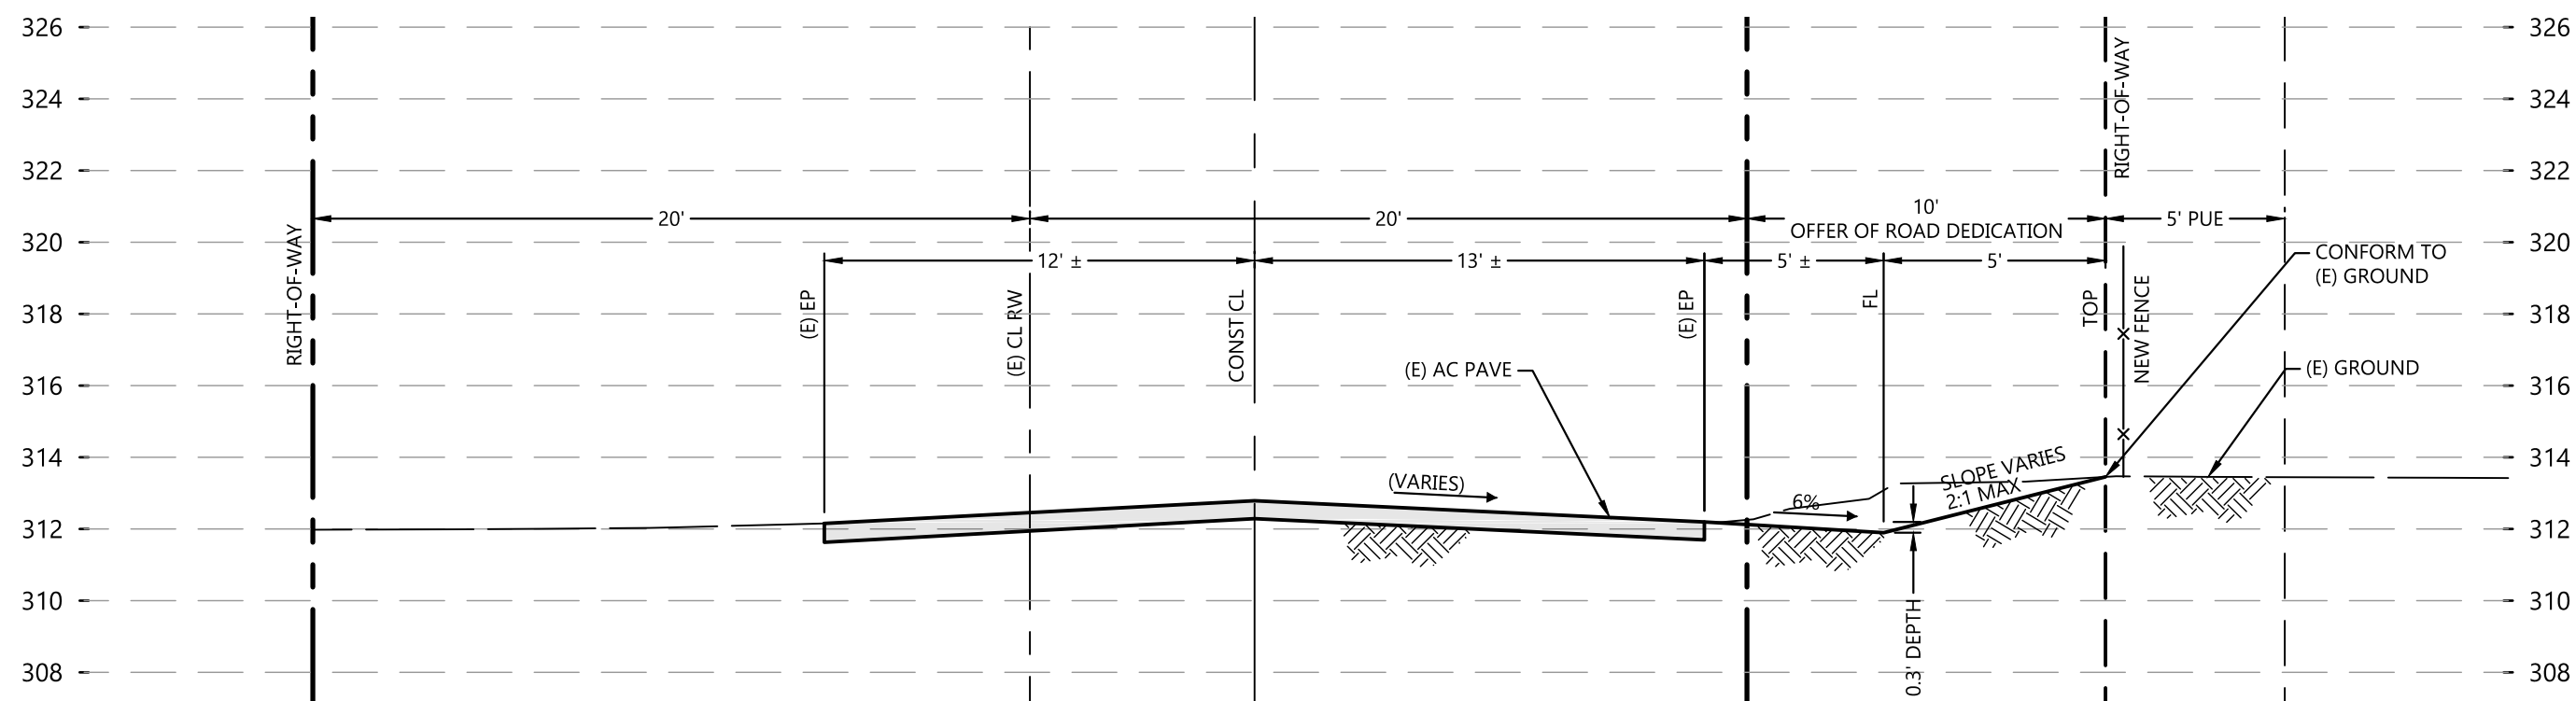 326
326
324
324
322
322
320
320
318
318
316
316
314
314
312
312
310
310
308
308
RIGHT-OF-WAY
RIGHT-OF-WAY
20'
20'
10'
OFFER OF ROAD DEDICATION
5' PUE
12' ±
13' ±
5' ±
5'
(E) EP
(E) CL RW
CONST CL
(E) EP
FL
TOP
NEW FENCE
CONFORM TO
(E) GROUND
(E) AC PAVE
(E) GROUND
(VARIES)
6%
SLOPE VARIES
2:1 MAX
0.3' DEPTH